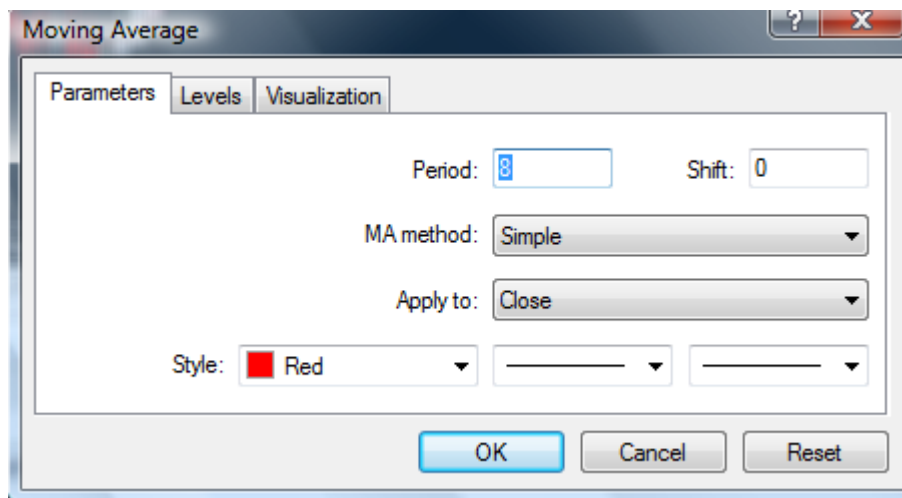 Moving Average
?
X
Parameters Levels Visualization
Period: 8 Shift: 0
MA method: Simple
Apply to: Close
Style: Red
OK Cancel Reset